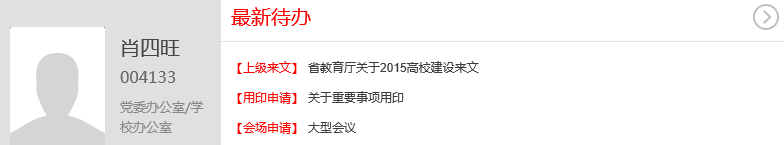 肖四旺
004133
党委办公室/学
校办公室
最新待办
【上级来文】 省教育厅关于2015高校建设来文
【用印申请】 关于重要事项用印
【会场申请】 大型会议